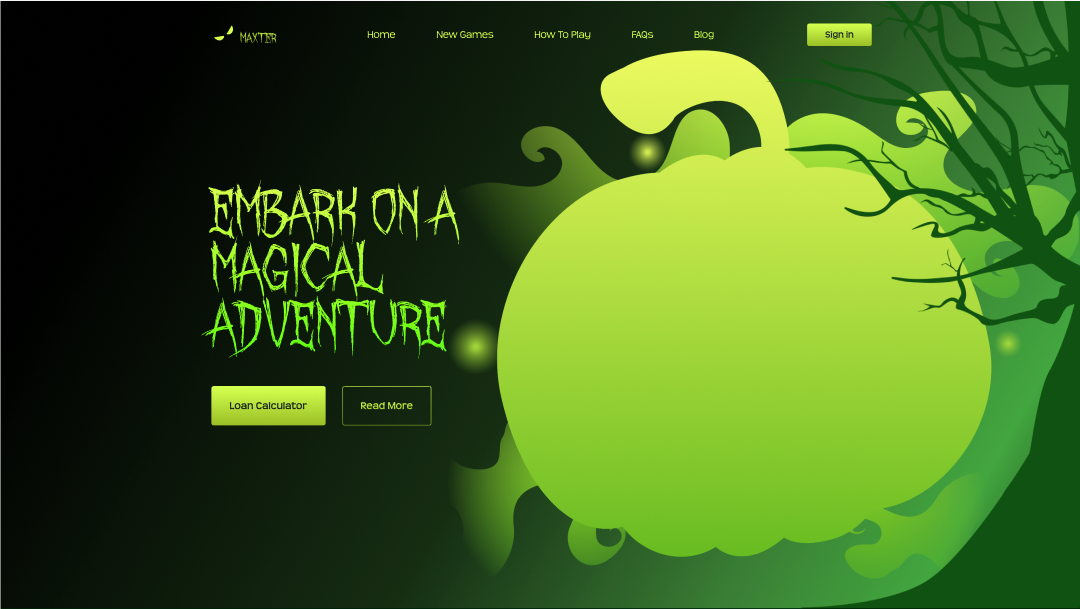 MAXTER
Home New Games How To Play FAQs Blog
Sign In
EMBARK ON A
MAGICAL
ADVENTURE
Loan Calculator Read More